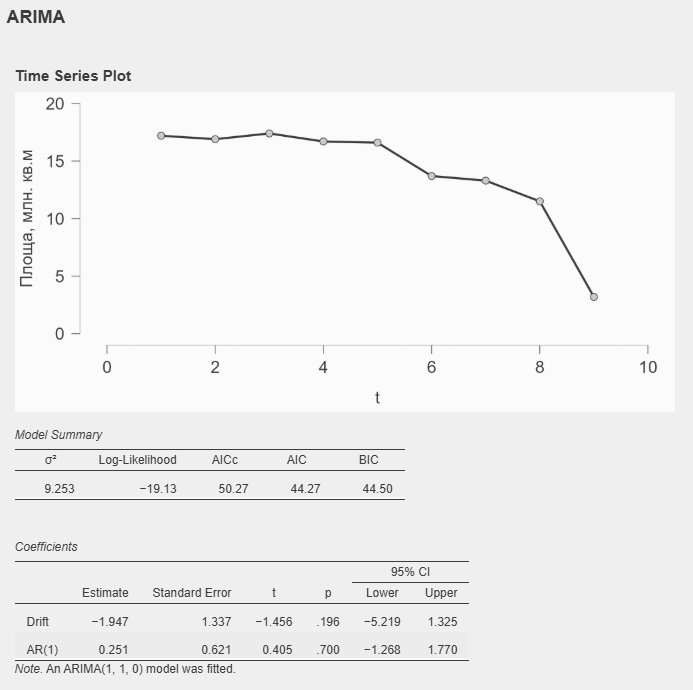 ARIMA
Time Series Plot
20
15
10
5
0
Площа, млн. кв.м
0 2 4 6 8 10
t
Model Summary
σ² Log-Likelihood AICc AIC BIC
9.253 −19.13 50.27 44.27 44.50
Coefficients
95% CI
Estimate Standard Error t p Lower Upper
Drift −1.947 1.337 −1.456 .196 −5.219 1.325
AR(1) 0.251 0.621 0.405 .700 −1.268 1.770
Note. An ARIMA(1, 1, 0) model was fitted.